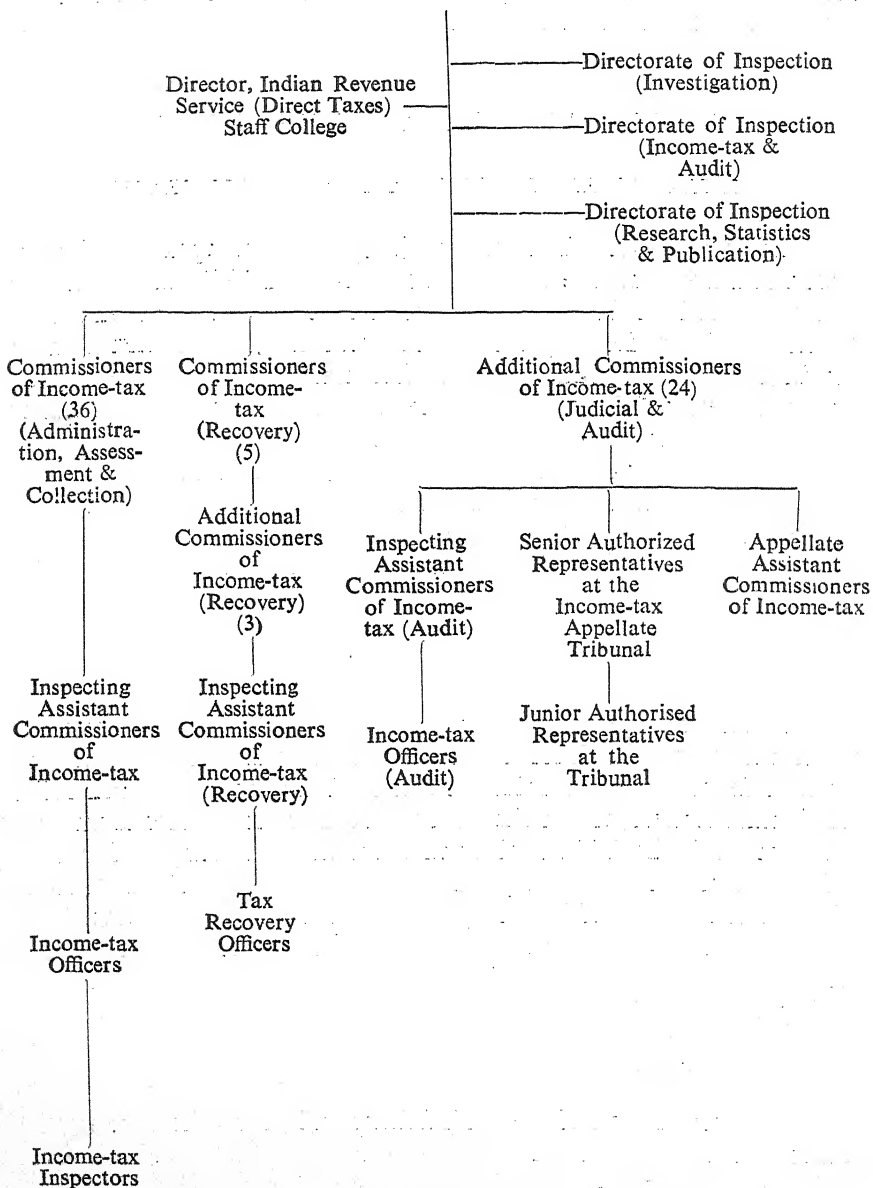 Director, Indian Revenue
Service (Direct Taxes)
Staff College
Directorate of Inspection
(Investigation)
Directorate of Inspection
(Income-tax &
Audit)
Directorate of Inspection
(Research, Statistics
& Publication)
Commissioners
of Income-tax
(36)
(Administra-
tion, Assess-
ment &
Collection)
Commissioners
of Income-
tax
(Recovery)
(5)
Additional Commissioners
of Income-tax (24)
(Judicial &
Audit)
Additional
Commissioners
of
Income-tax
(Recovery)
(3)
Inspecting
Assistant
Commissioners
of Income-
tax (Audit)
Senior Authorized
Representatives
at the
Income-tax
Appellate
Tribunal
Appellate
Assistant
Commissioners
of Income-tax
Inspecting
Assistant
Commissioners
of
Income-tax
Inspecting
Assistant
Commissioners
of
Income-tax
(Recovery)
Income-tax
Officers
(Audit)
Junior Authorised
Representatives
at the
Tribunal
Income-tax
Officers
Tax
Recovery
Officers
Income-tax
Inspectors